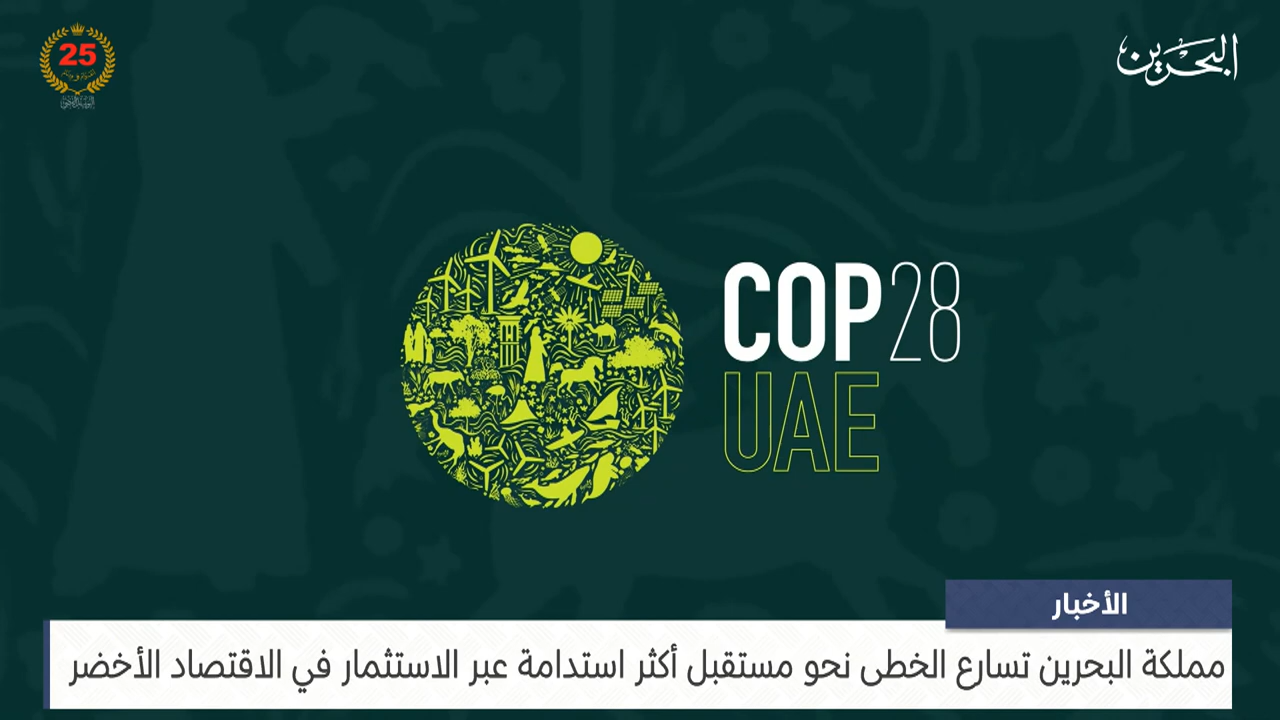 25
البحرين
COP28
UAE
الأخبار
مملكة البحرين تسارع الخطى نحو مستقبل أكثر استدامة عبر الاستثمار في الاقتصاد الأخضر